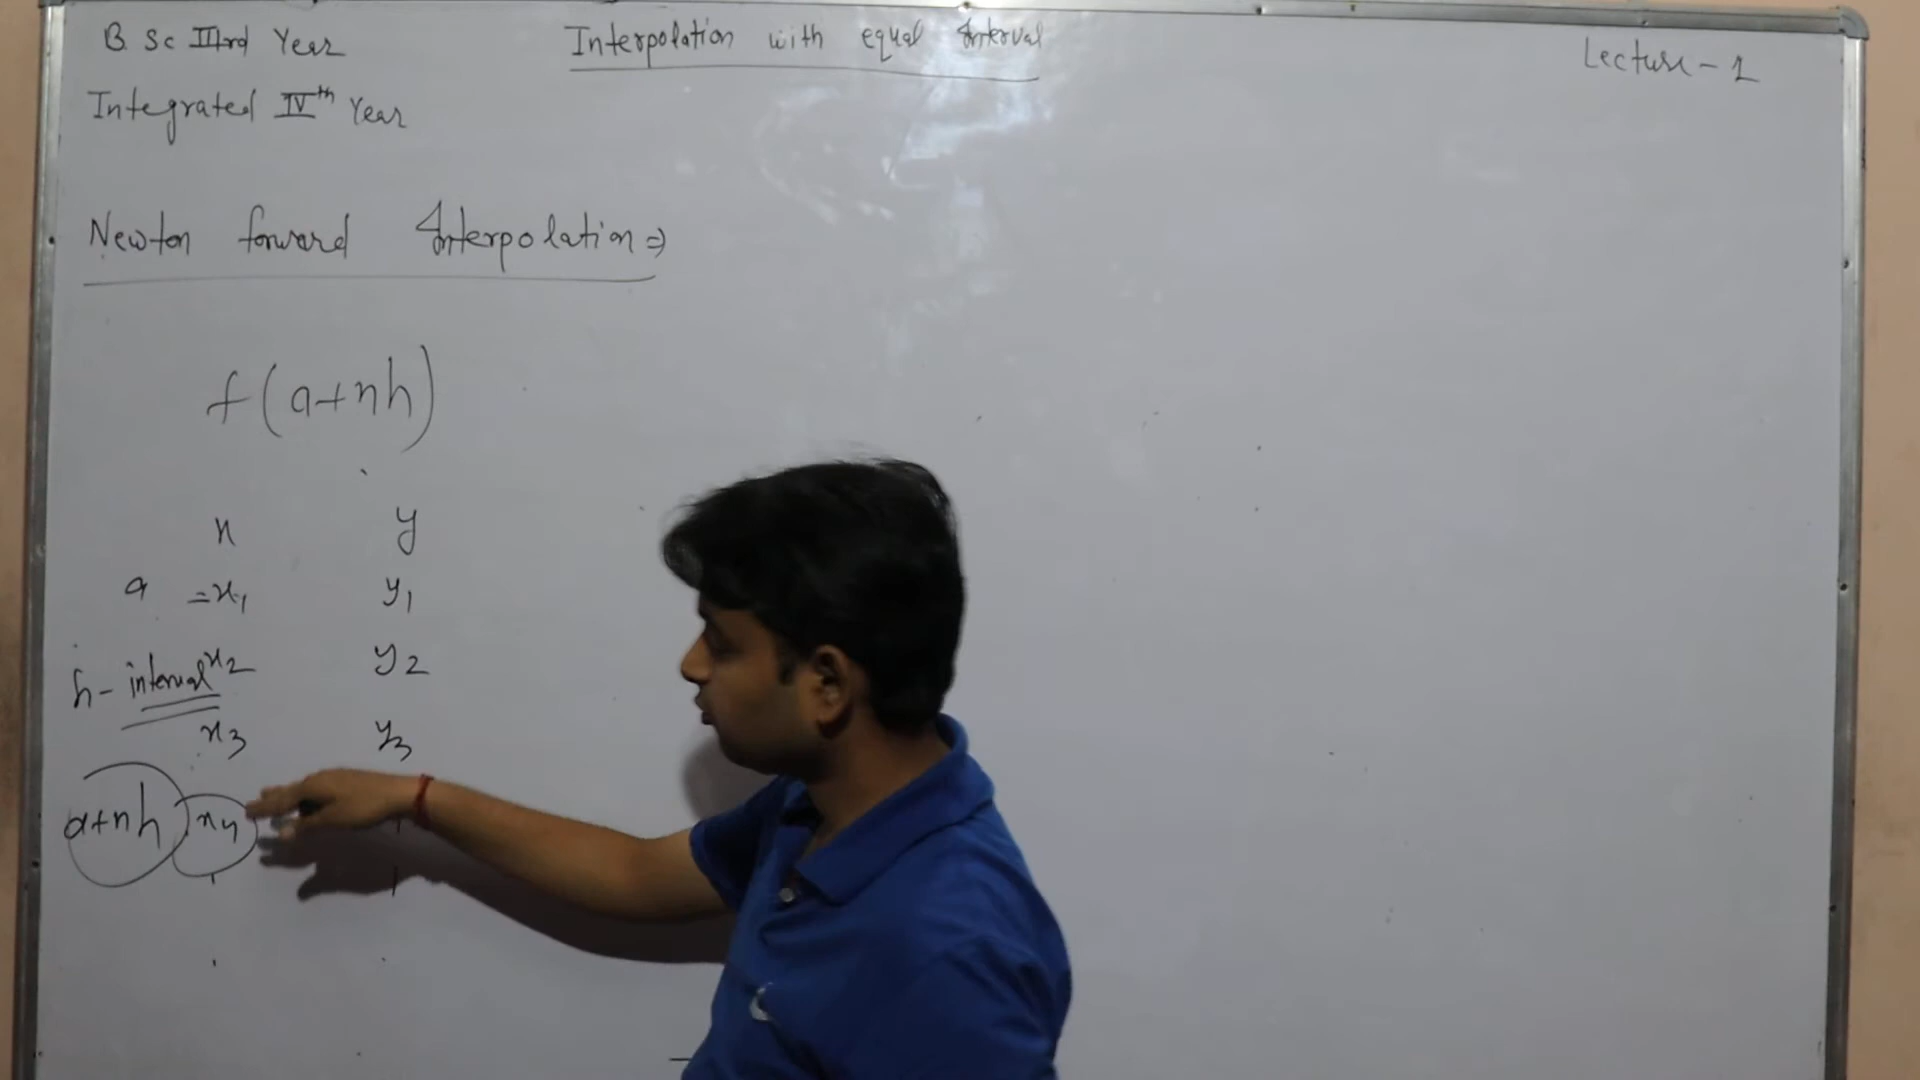 B. Sc IIIrd Year
Interpolation with equal Interval
Lecture - 1
Integrated IVth Year
Newton forward Interpolation ⇒
f(a+nh)
x y
a = x1 y1
h - interval x2 y2
x3 y3
a+nh x4